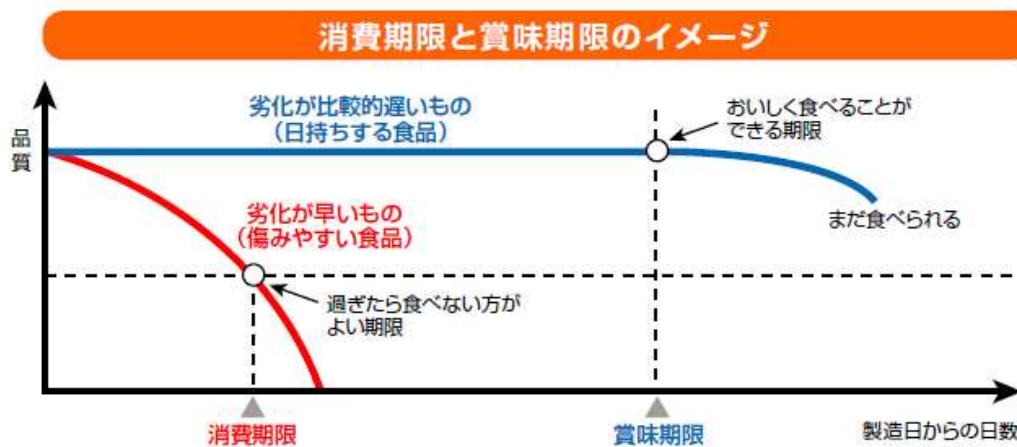 消費期限と賞味期限のイメージ
品質
劣化が比較的遅いもの
(日持ちする食品)
おいしく食べることが
できる期限
まだ食べられる
劣化が早いもの
(傷みやすい食品)
過ぎたら食べない方が
よい期限
消費期限
賞味期限
製造日からの日数